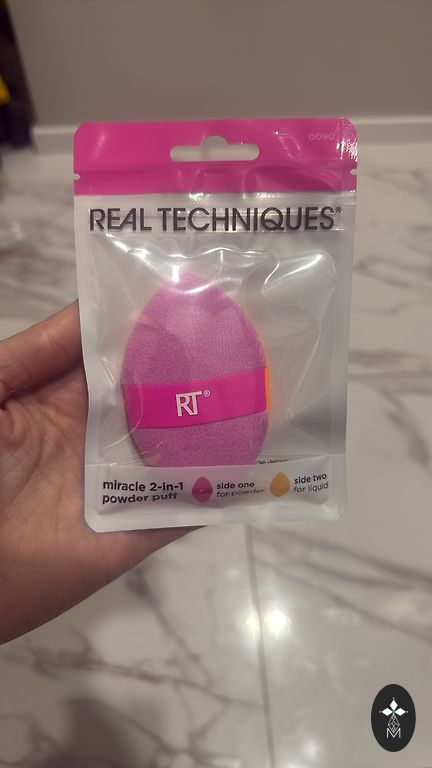 0090
REAL TECHNIQUES®
RT®
miracle 2-in-1
powder puff
side one
for powder
side two
for liquid
M